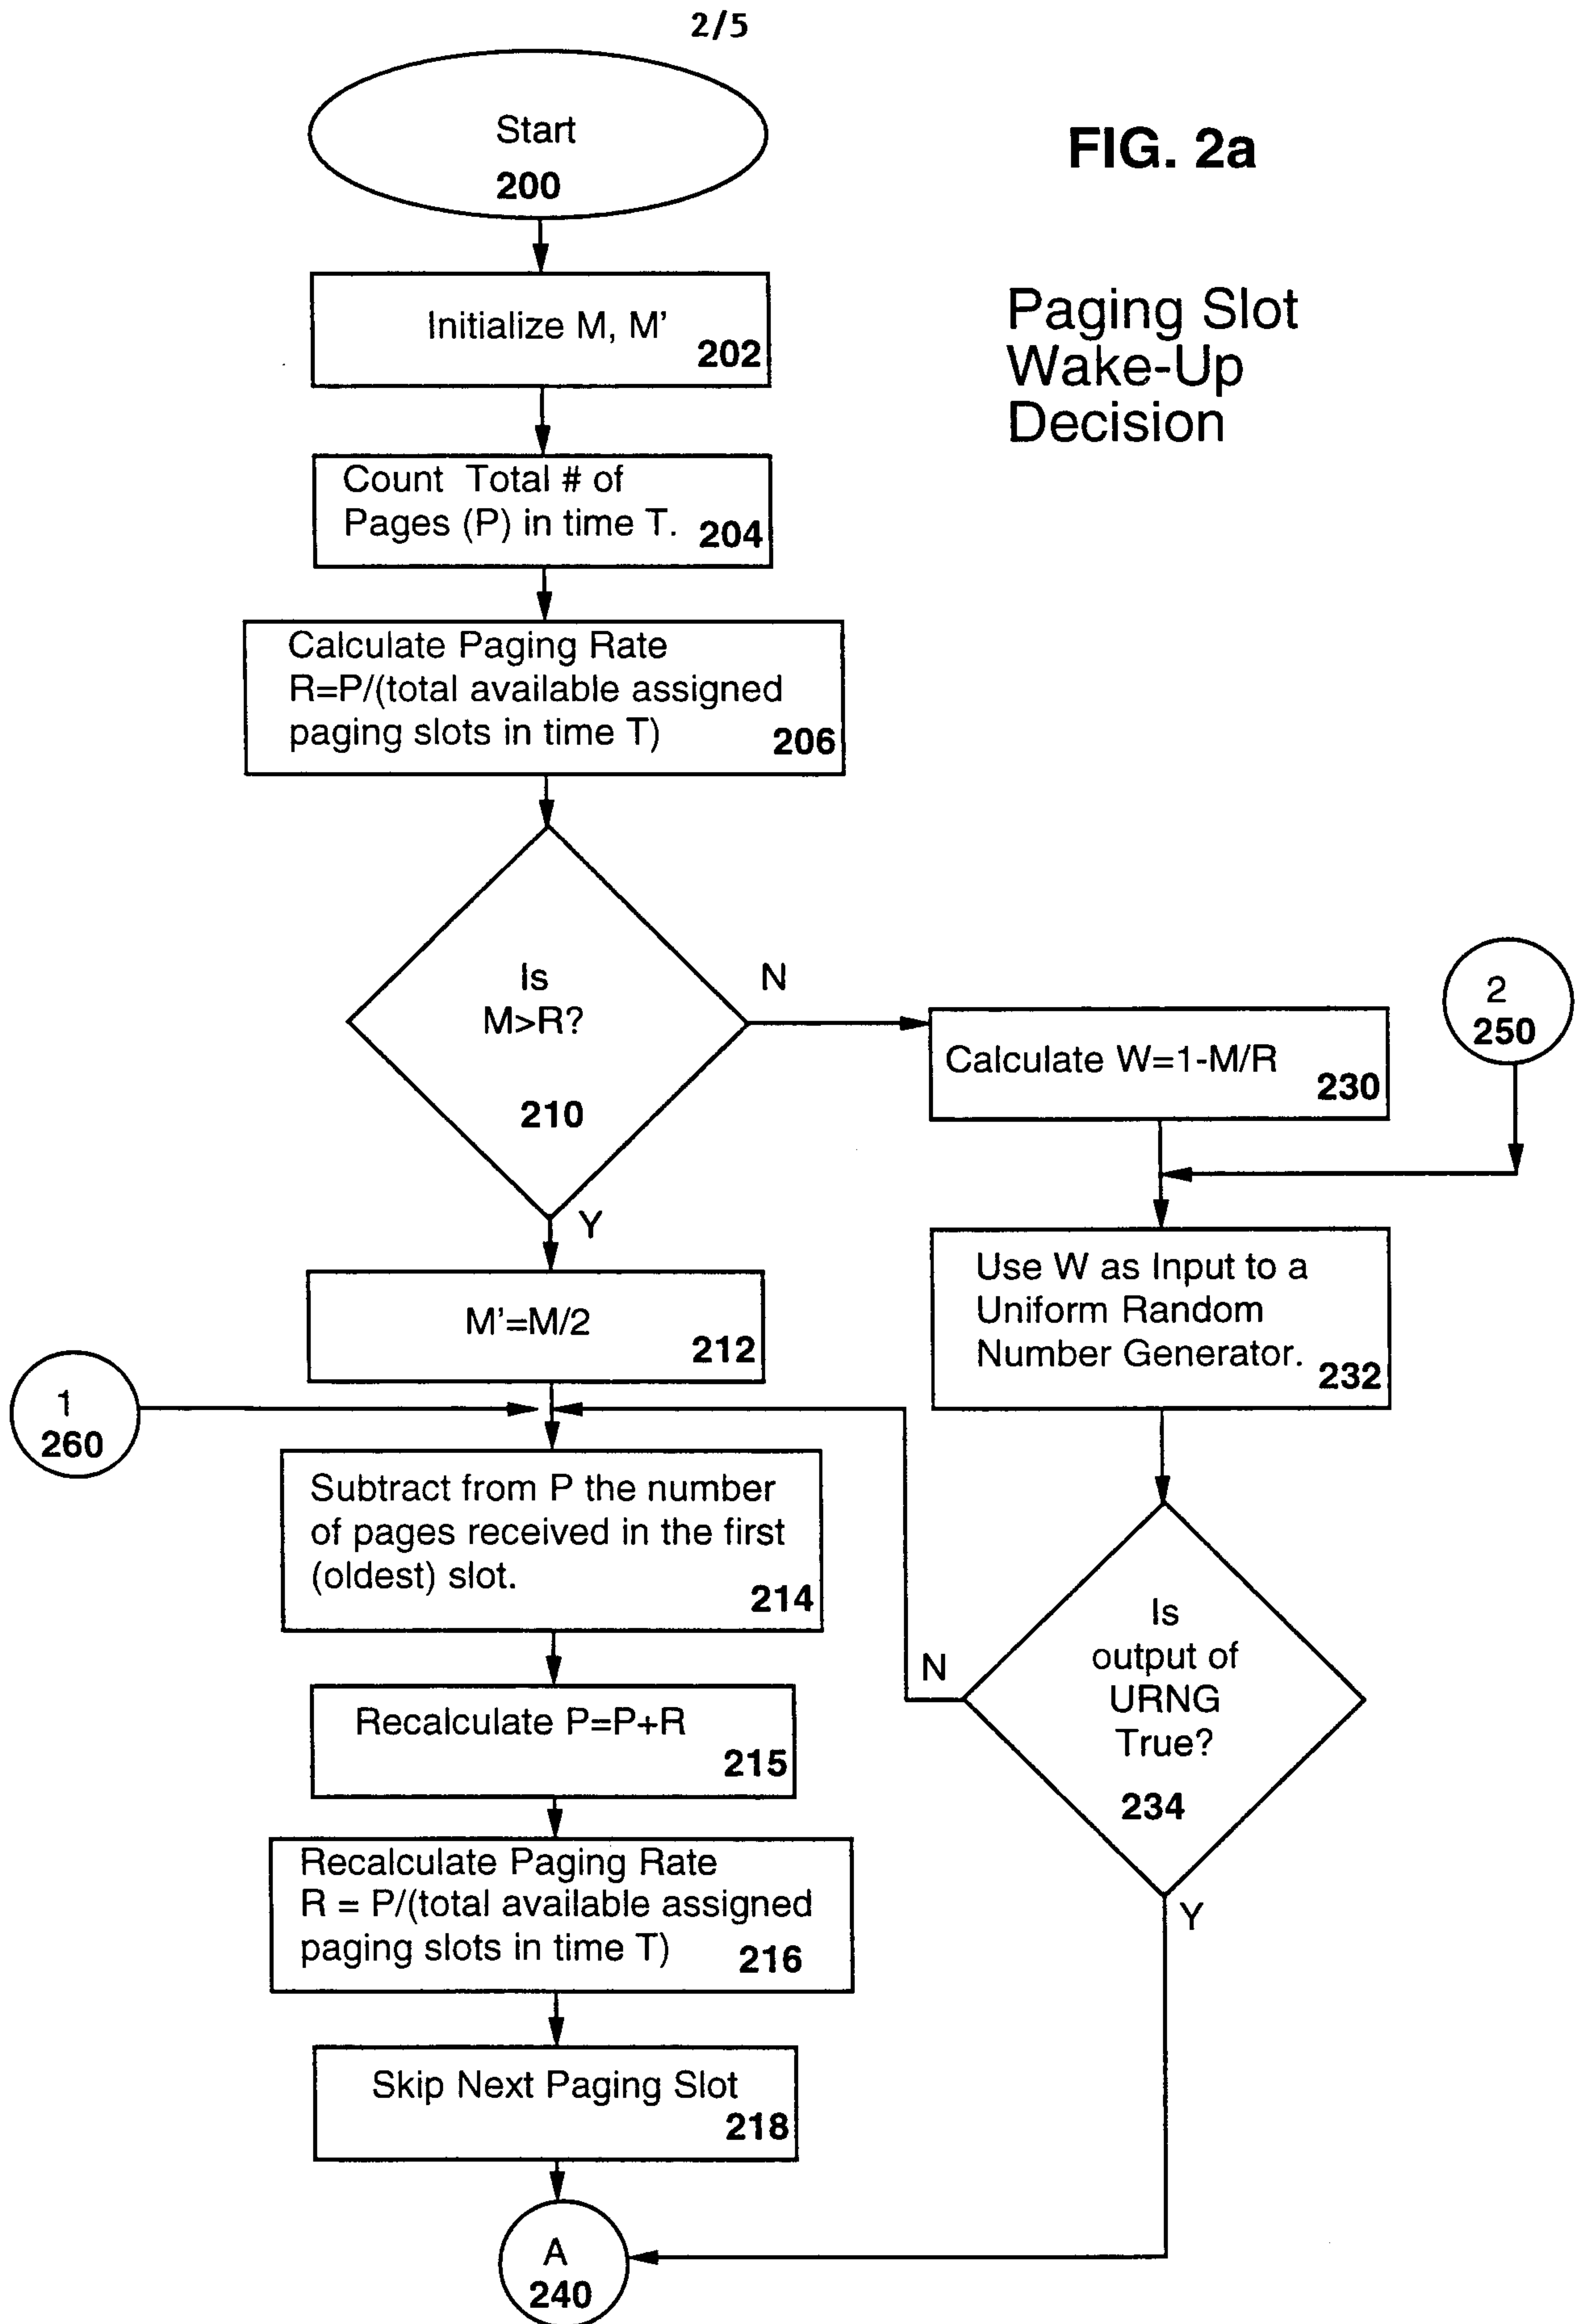 2/5
Start
200
FIG. 2a
Paging Slot
Wake-Up
Decision
Initialize M, M'
202
Count Total # of
Pages (P) in time T.
204
Calculate Paging Rate
R=P/(total available assigned
paging slots in time T)
206
Is
M>R?
210
N
Y
Calculate W=1-M/R
230
2
250
M'=M/2
212
Use W as Input to a
Uniform Random
Number Generator.
232
1
260
Subtract from P the number
of pages received in the first
(oldest) slot.
214
Is
output of
URNG
True?
234
N
Y
Recalculate P=P+R
215
Recalculate Paging Rate
R = P/(total available assigned
paging slots in time T)
216
Skip Next Paging Slot
218
A
240